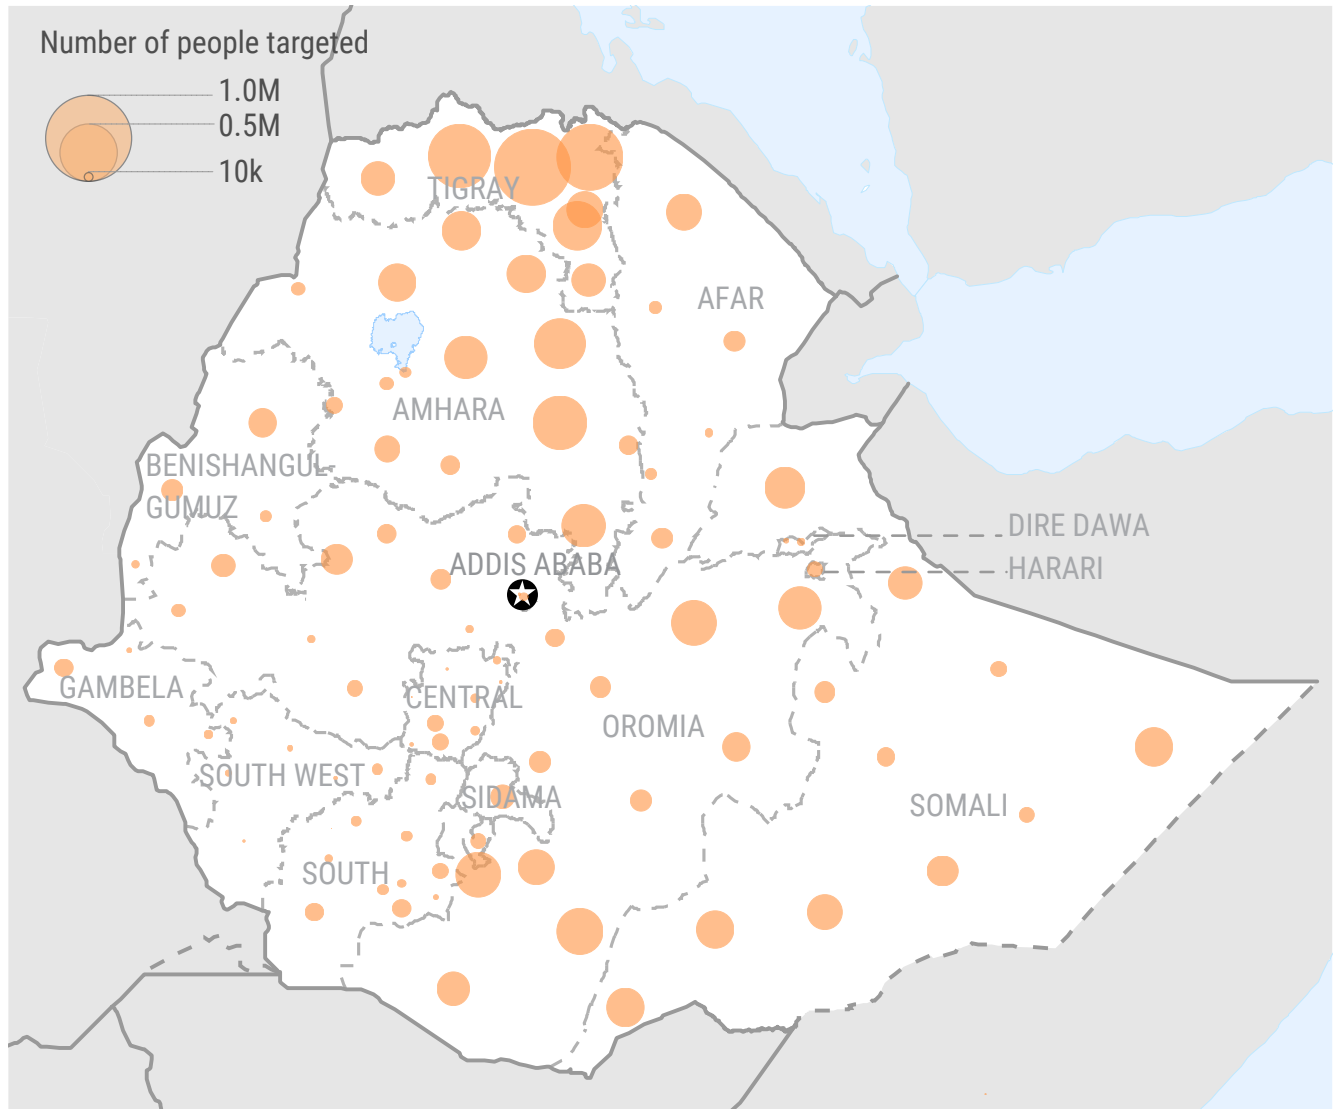 Number of people targeted
1.0M
0.5M
10k
TIGRAY
AFAR
AMHARA
BENISHANGUL
GUMUZ
DIRE DAWA
ADDIS ABABA
HARARI
GAMBELA
CENTRAL
OROMIA
SOUTH WEST
SIDAMA
SOMALI
SOUTH